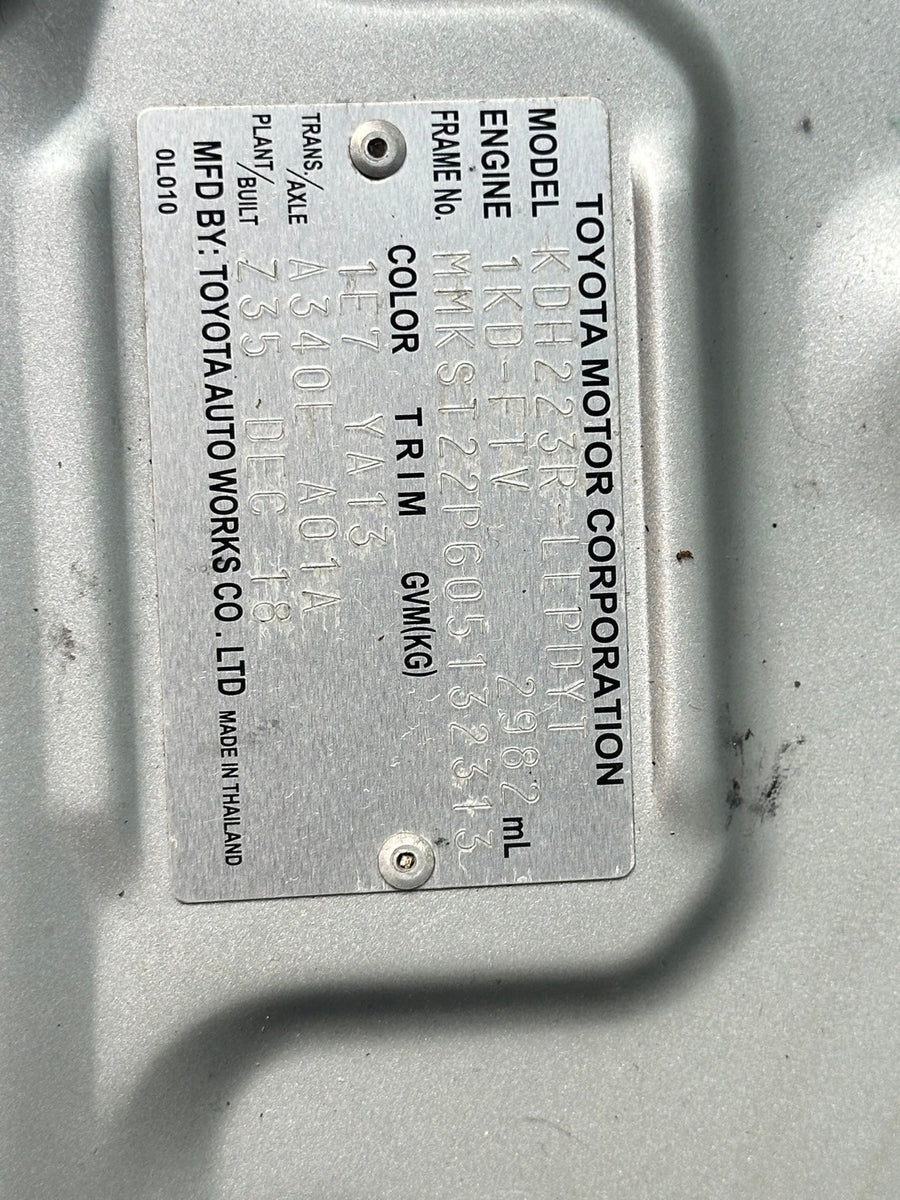 TOYOTA MOTOR CORPORATION
MODEL KDH223R-LEPDYT
ENGINE 1KD-FTV 2982 mL
FRAME No. MMKST22P605132313
COLOR TRIM GVM(KG)
1E7 YA13
TRANS./AXLE A340E A01A
PLANT/BUILT Z35 DEC 18
MFD BY: TOYOTA AUTO WORKS CO. LTD MADE IN THAILAND
0L010